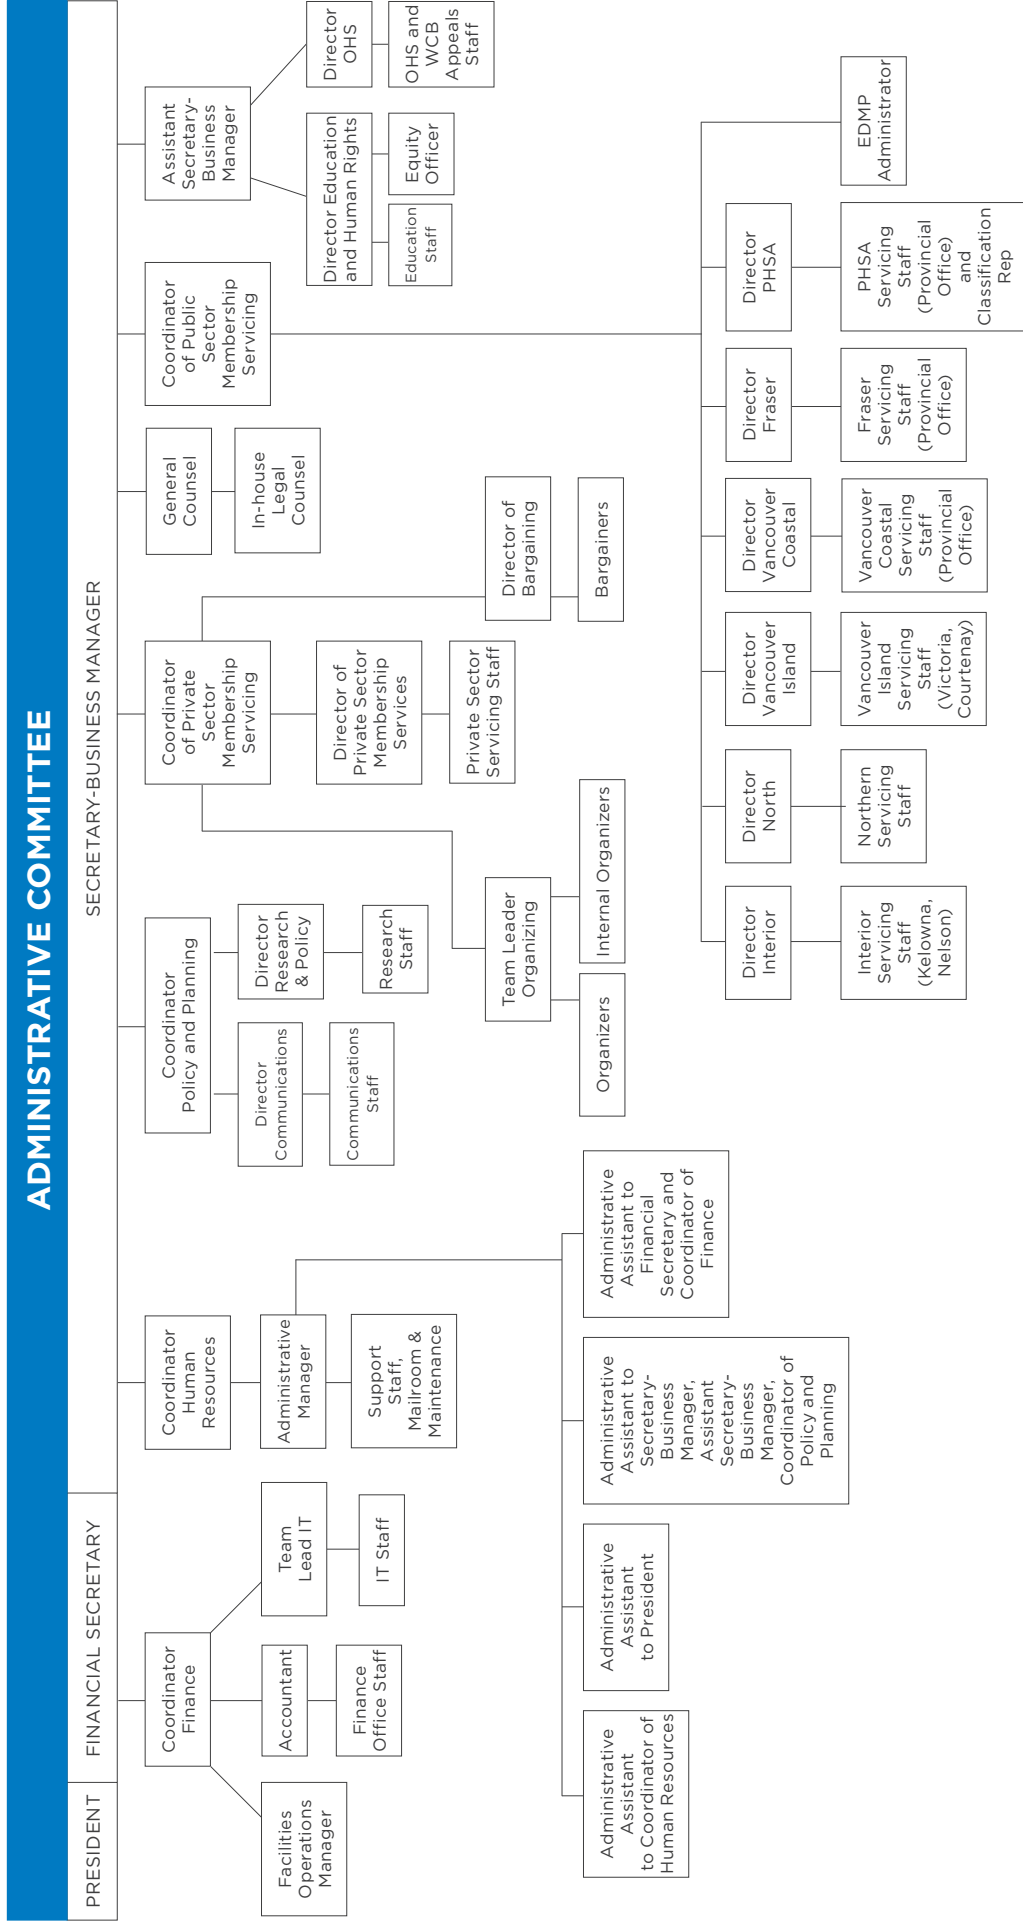 ADMINISTRATIVE COMMITTEE
PRESIDENT
FINANCIAL SECRETARY
SECRETARY-BUSINESS MANAGER
Coordinator
Finance
Facilities
Operations
Manager
Accountant
Finance
Office Staff
Team
Lead IT
IT Staff
Coordinator
Human
Resources
Administrative
Manager
Support
Staff,
Mailroom &
Maintenance
Administrative
Assistant
to Coordinator of
Human Resources
Administrative
Assistant
to President
Administrative
Assistant to
Secretary-
Business
Manager,
Assistant
Secretary-
Business
Manager,
Coordinator of
Policy and
Planning
Administrative
Assistant to
Financial
Secretary and
Coordinator of
Finance
Coordinator
Policy and Planning
Director
Communications
Communications
Staff
Director
Research
& Policy
Research
Staff
Coordinator
of Private
Sector
Membership
Servicing
Team Leader
Organizing
Organizers
Internal Organizers
Director of
Private Sector
Membership
Services
Private Sector
Servicing Staff
Director of
Bargaining
Bargainers
General
Counsel
In-house
Legal
Counsel
Coordinator
of Public
Sector
Membership
Servicing
Director
Interior
Interior
Servicing
Staff
(Kelowna,
Nelson)
Director
North
Northern
Servicing
Staff
Director
Vancouver
Island
Vancouver
Island
Servicing
Staff
(Victoria,
Courtenay)
Director
Vancouver
Coastal
Vancouver
Coastal
Servicing
Staff
(Provincial
Office)
Director
Fraser
Fraser
Servicing
Staff
(Provincial
Office)
Director
PHSA
PHSA
Servicing
Staff
(Provincial
Office)
and
Classification
Rep
EDMP
Administrator
Assistant
Secretary-
Business
Manager
Director Education
and Human Rights
Education
Staff
Equity
Officer
Director
OHS
OHS and
WCB
Appeals
Staff